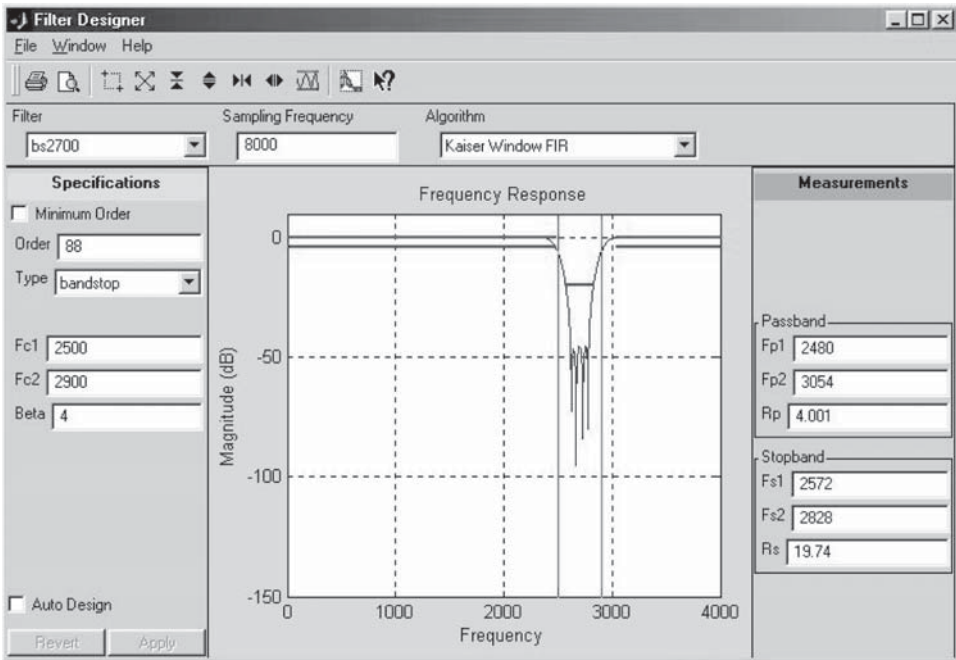 Filter Designer
File Window Help
Filter
Sampling Frequency
Algorithm
bs2700
8000
Kaiser Window FIR
Specifications
Minimum Order
Order 88
Type bandstop
Fc1 2500
Fc2 2900
Beta 4
Auto Design
Revert Apply
Frequency Response
Magnitude (dB)
0
-50
-100
-150
0 1000 2000 3000 4000
Frequency
Measurements
Passband
Fp1 2480
Fp2 3054
Rp 4.001
Stopband
Fs1 2572
Fs2 2828
Rs 19.74